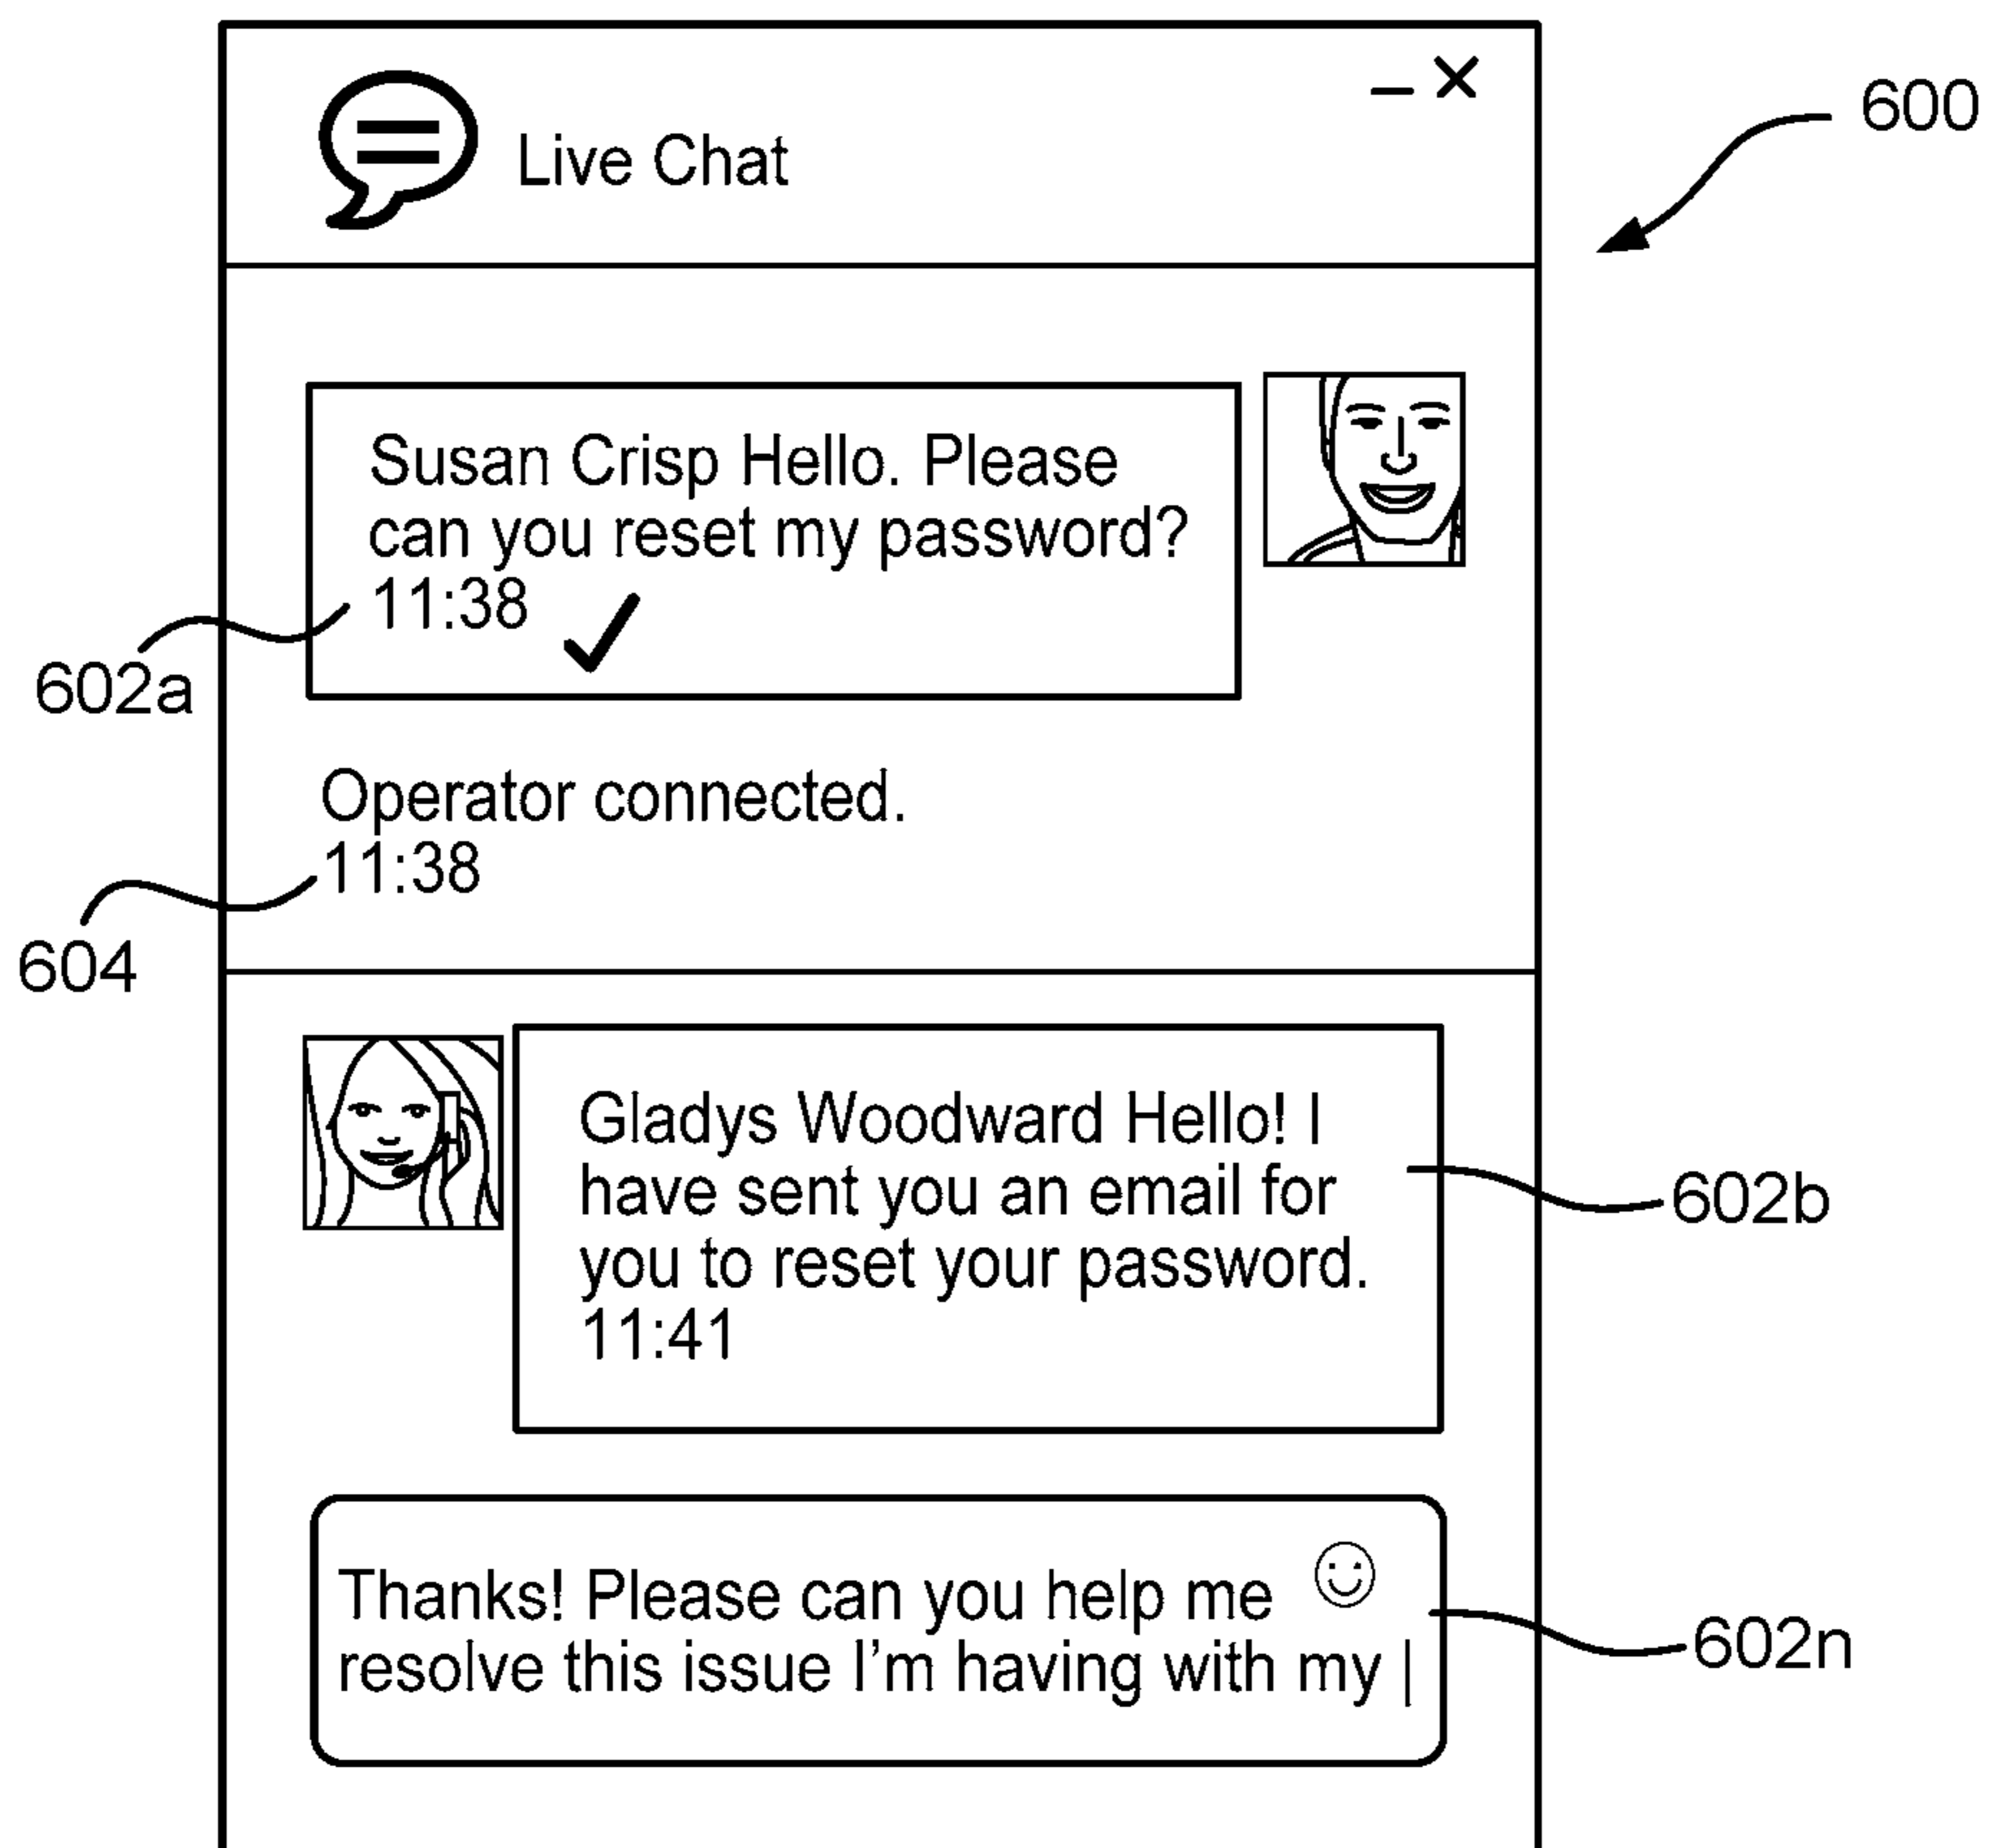 600
Live Chat
Susan Crisp Hello. Please
can you reset my password?
11:38
602a
Operator connected.
11:38
604
Gladys Woodward Hello! I
have sent you an email for
you to reset your password.
11:41
602b
Thanks! Please can you help me
resolve this issue I'm having with my
602n